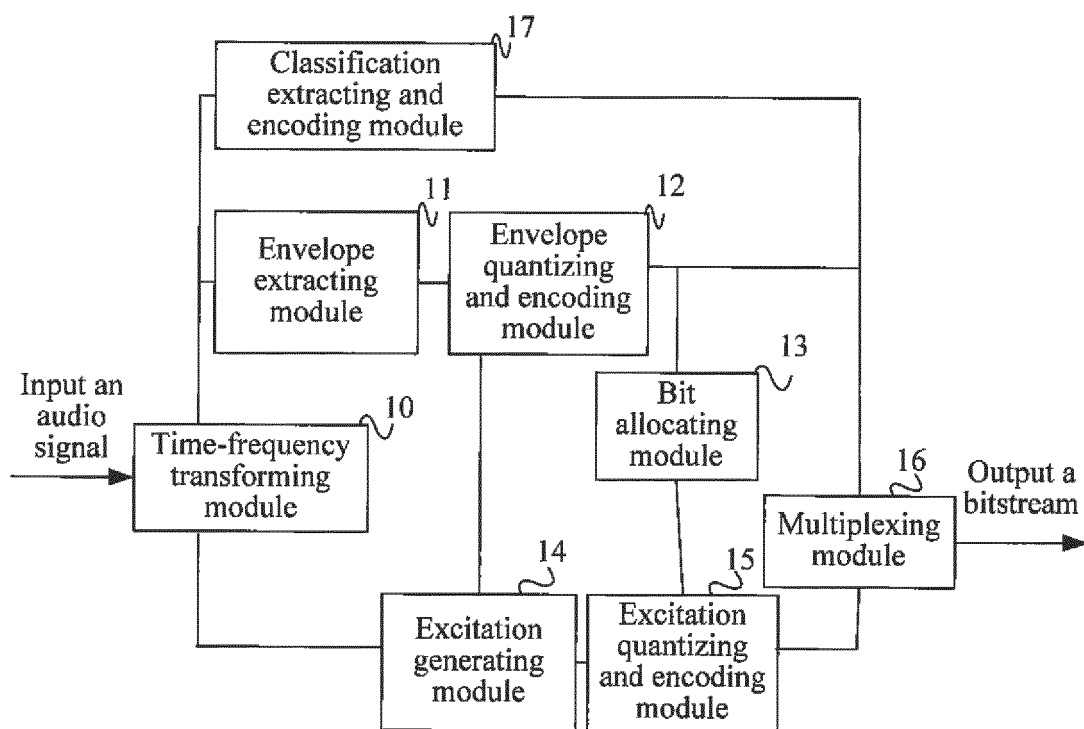 17
Classification
extracting and
encoding module
11
Envelope
extracting
module
12
Envelope
quantizing
and encoding
module
13
Bit
allocating
module
Input an
audio
signal
10
Time-frequency
transforming
module
14
Excitation
generating
module
15
Excitation
quantizing
and encoding
module
16
Multiplexing
module
Output a
bitstream